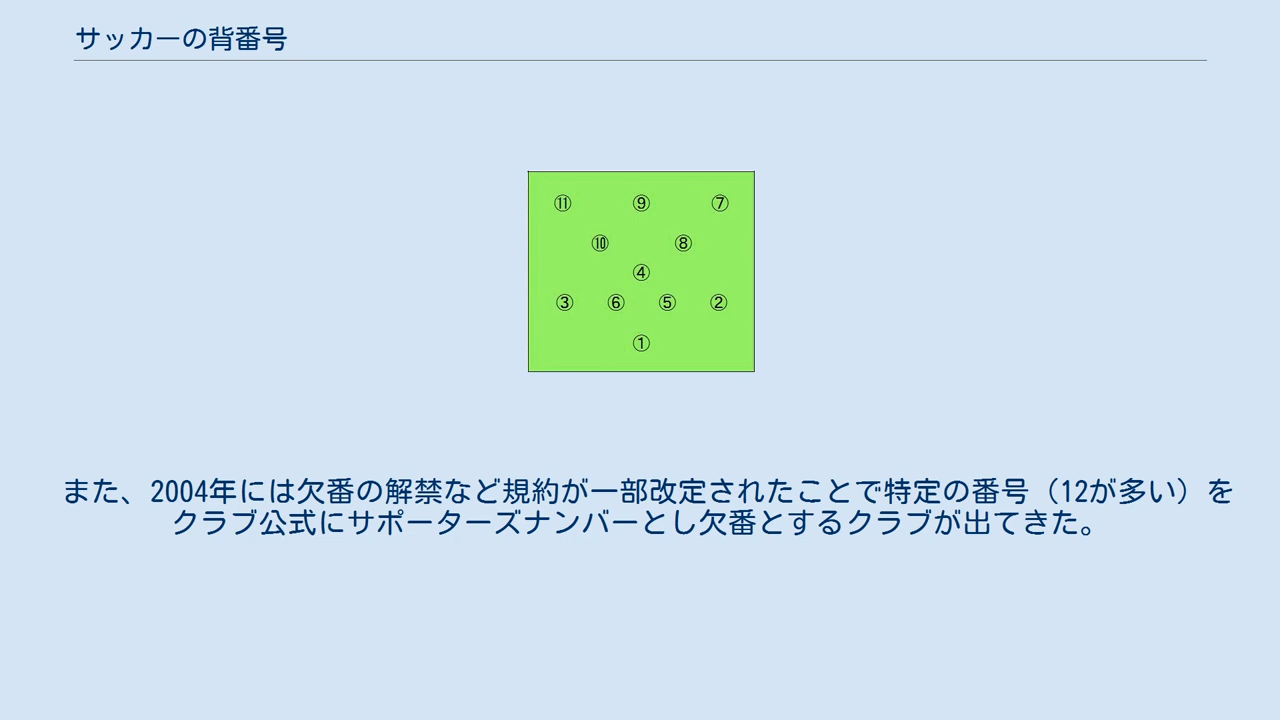 サッカーの背番号
⑪ ⑨ ⑦
⑩ ⑧
④
③ ⑥ ⑤ ②
①
また、2004年には欠番の解禁など規約が一部改定されたことで特定の番号（12が多い）を
クラブ公式にサポーターズナンバーとし欠番とするクラブが出てきた。